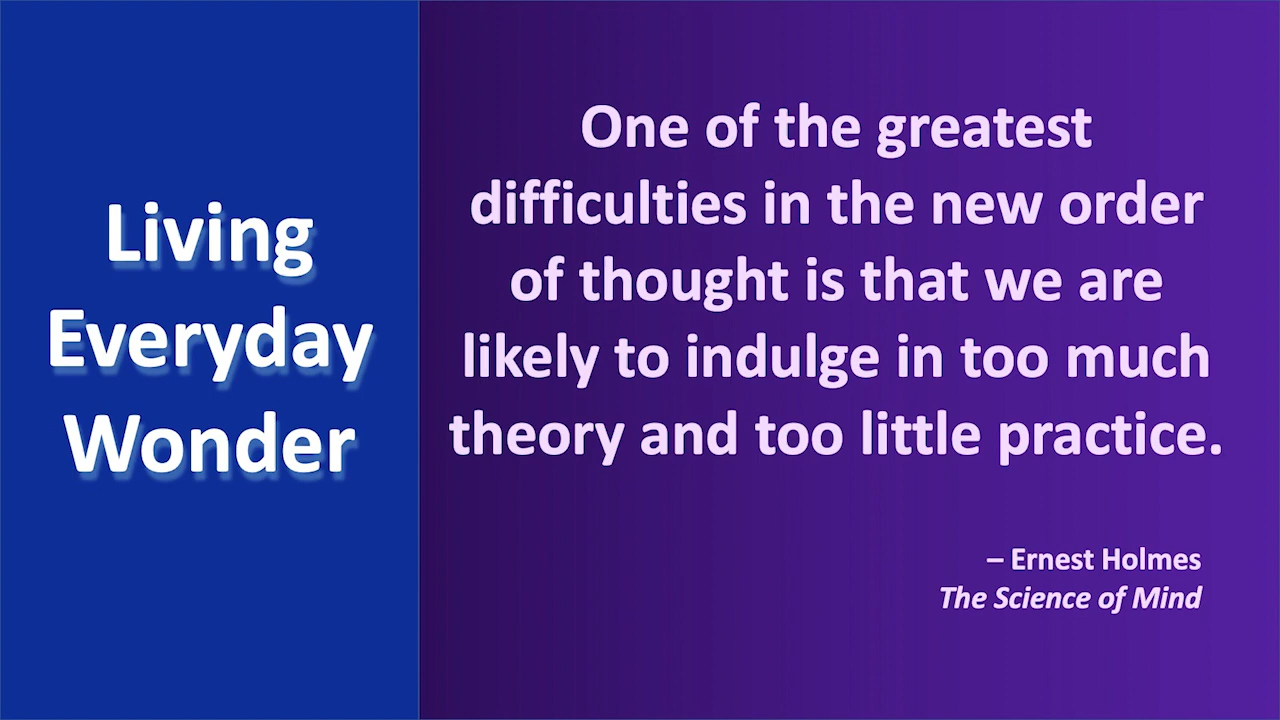 Living
Everyday
Wonder
One of the greatest
difficulties in the new order
of thought is that we are
likely to indulge in too much
theory and too little practice.
– Ernest Holmes
The Science of Mind